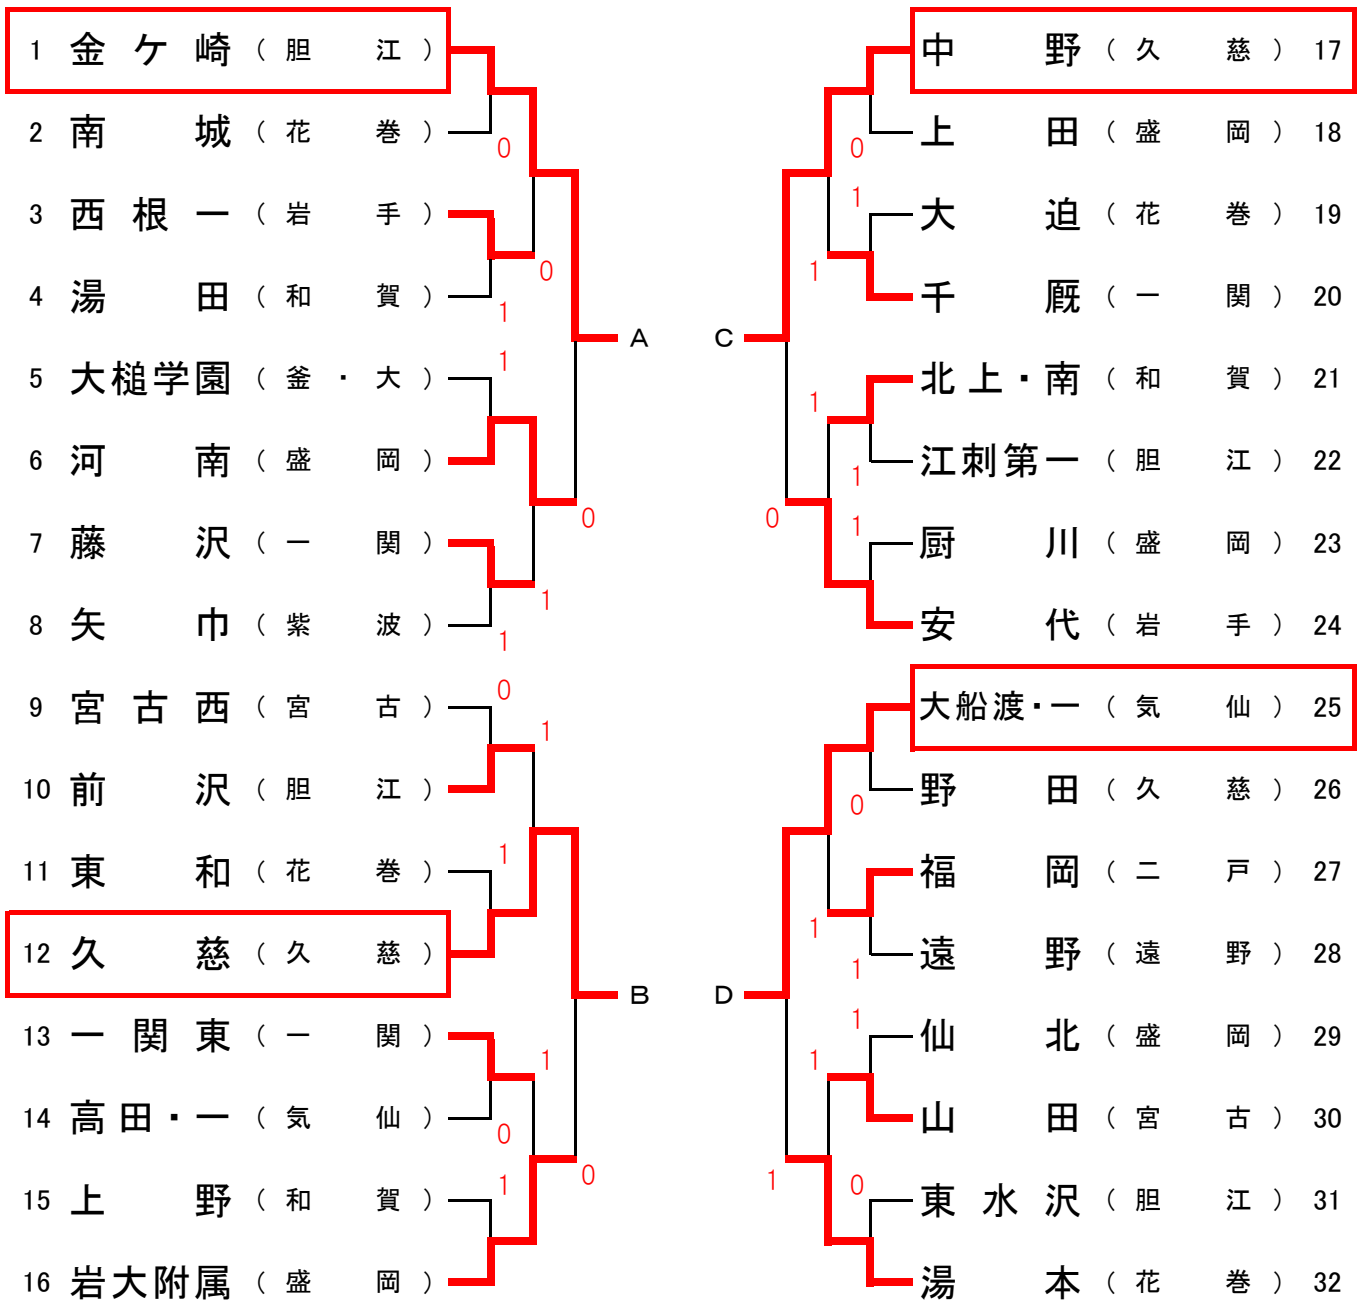 1 金ケ崎 (胆江)
2 南城 (花巻)
0
3 西根一 (岩手)
0
4 湯田 (和賀)
1
A
1
5 大槌学園 (釜・大)
6 河南 (盛岡)
0
7 藤沢 (一関)
1
8 矢巾 (紫波)
1
0
9 宮古西 (宮古)
1
10 前沢 (胆江)
1
11 東和 (花巻)
12 久慈 (久慈)
B
13 一関東 (一関)
1
14 高田・一 (気仙)
0
1
0
15 上野 (和賀)
16 岩大附属 (盛岡)
中野 (久慈) 17
上田 (盛岡) 18
0
1
大迫 (花巻) 19
1
千厩 (一関) 20
C
1
北上・南 (和賀) 21
江刺第一 (胆江) 22
1
0
1
厨川 (盛岡) 23
安代 (岩手) 24
大船渡・一 (気仙) 25
野田 (久慈) 26
0
福岡 (二戸) 27
1
遠野 (遠野) 28
1
D
1
仙北 (盛岡) 29
1
山田 (宮古) 30
1
0
東水沢 (胆江) 31
湯本 (花巻) 32